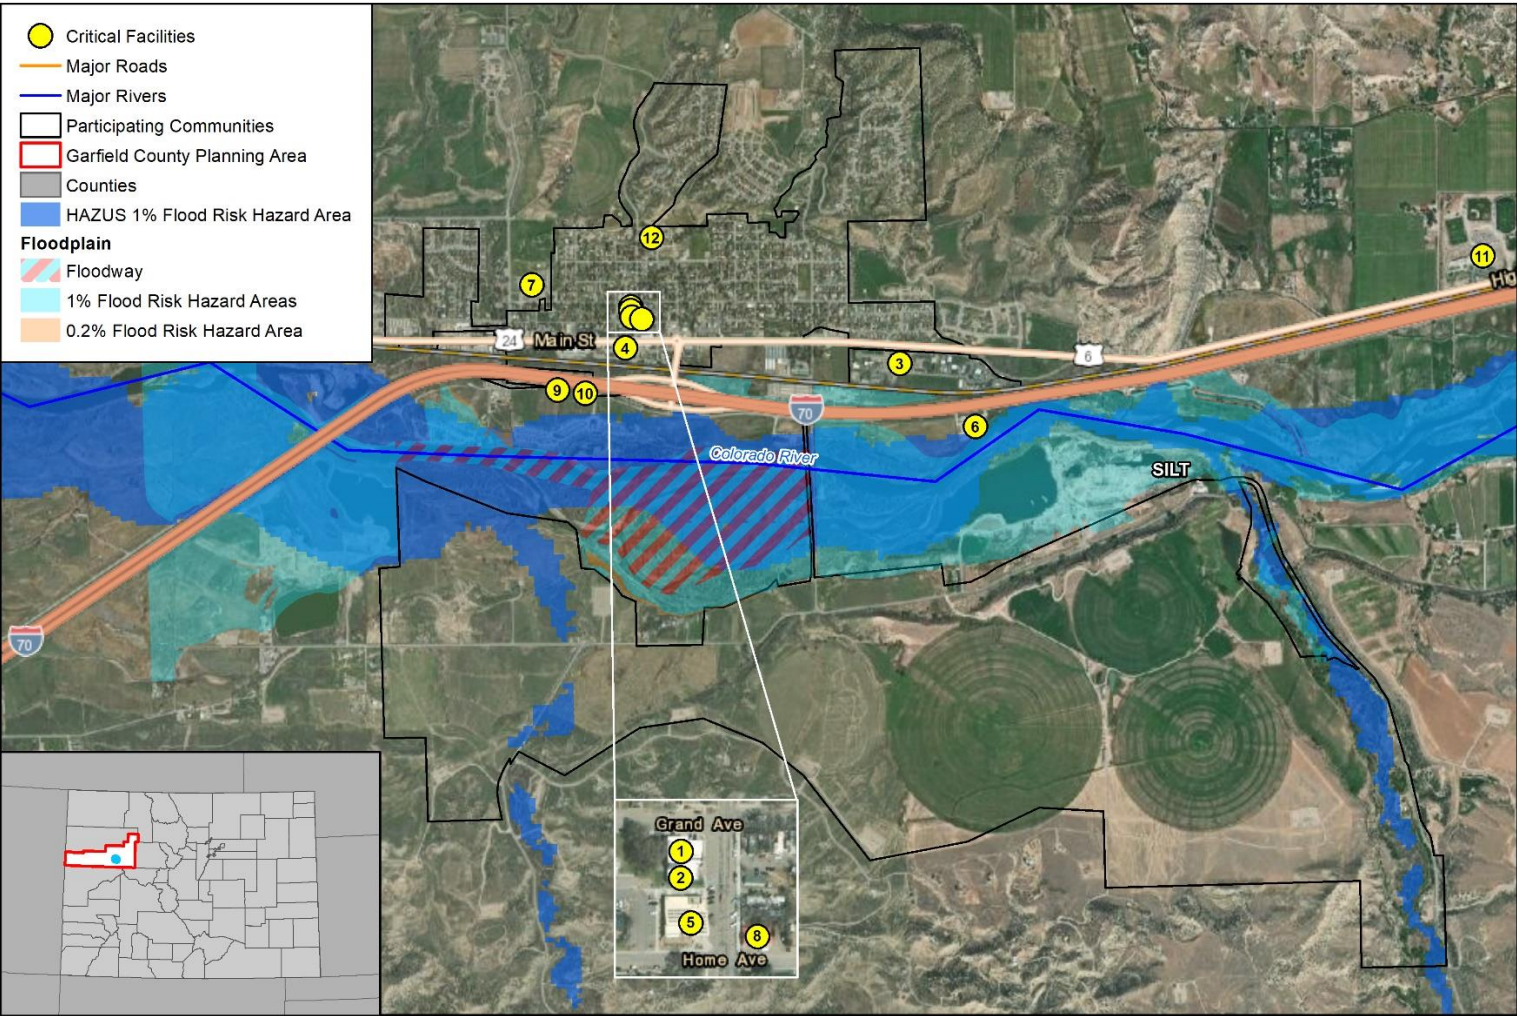 Critical Facilities
Major Roads
Major Rivers
Participating Communities
Garfield County Planning Area
Counties
HAZUS 1% Flood Risk Hazard Area
Floodplain
Floodway
1% Flood Risk Hazard Areas
0.2% Flood Risk Hazard Area
12
11
7
24
Main St
4
6
3
9
10
70
6
Colorado River
SILT
70
Grand Ave
1
2
5
8
Home Ave